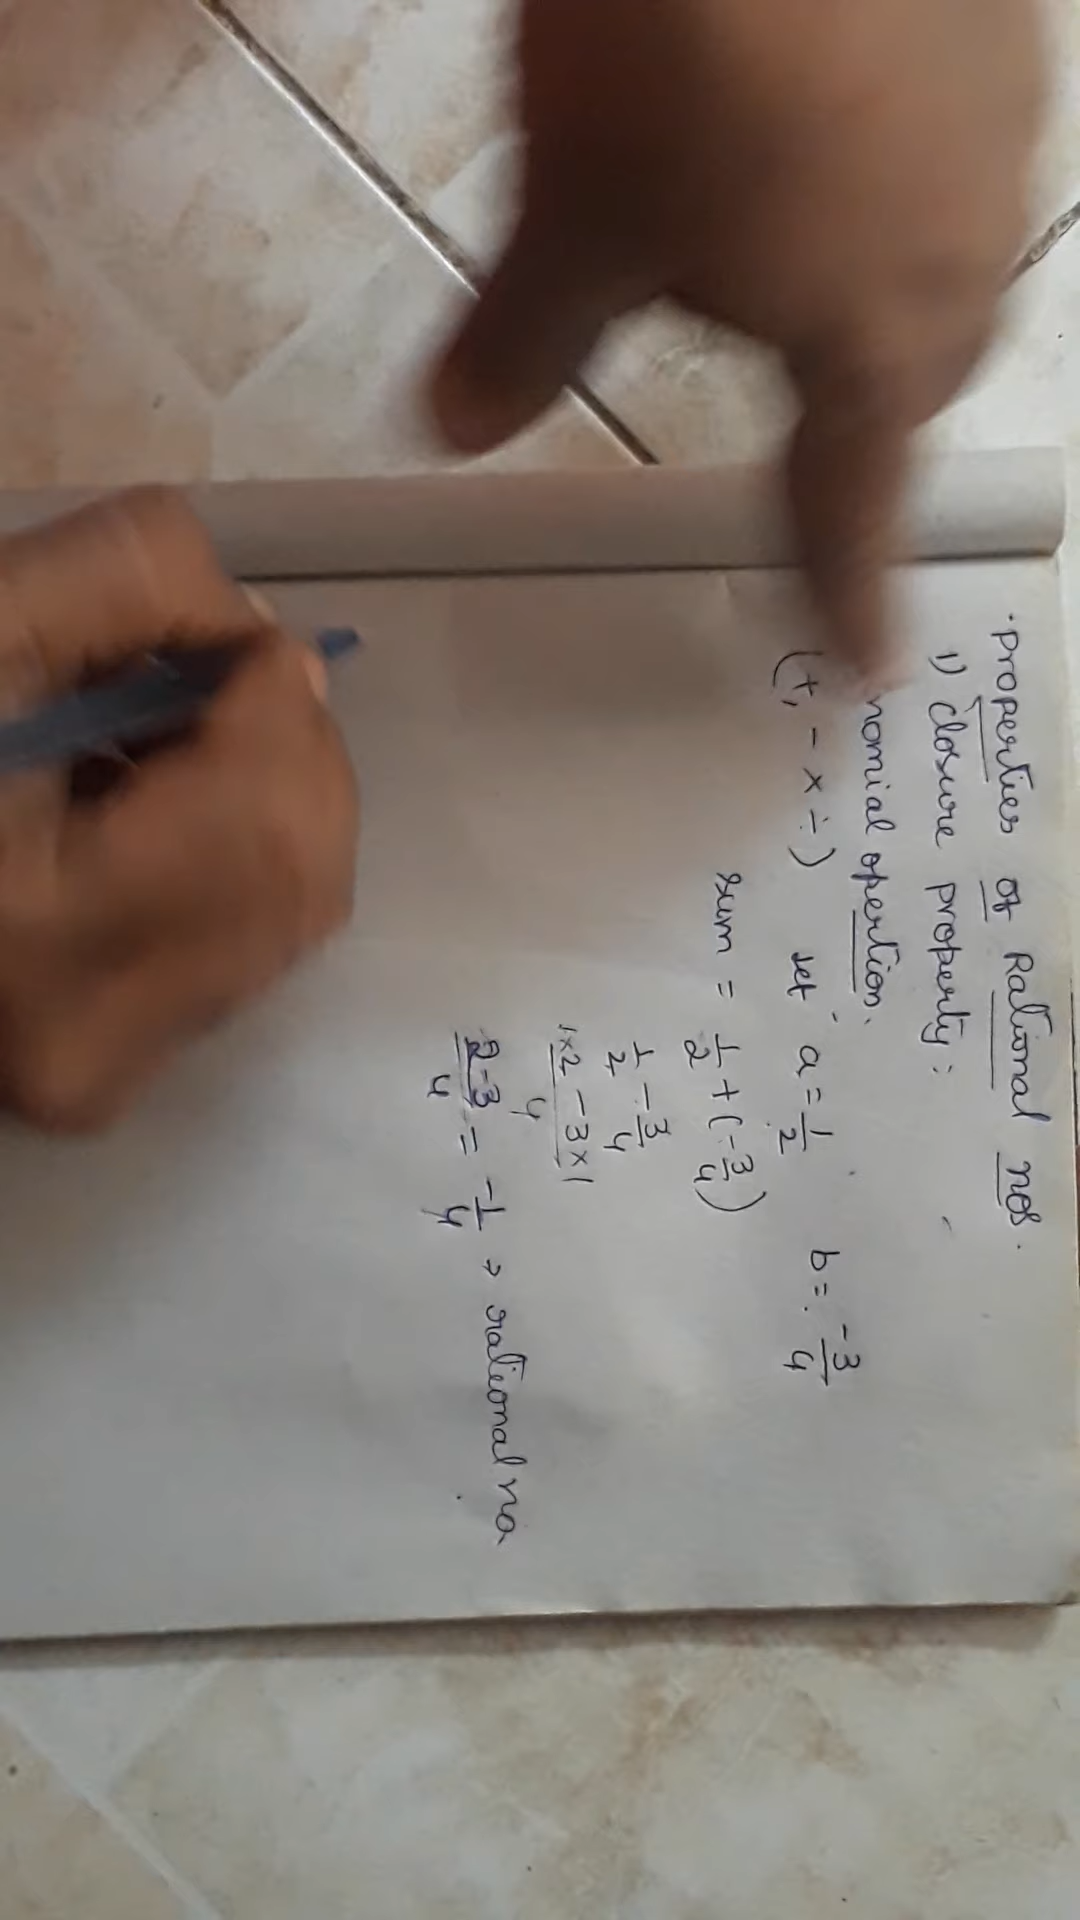 · Properties of Rational nos.
1) Closure property :
nomial opertion.
(+, - × ÷) let a = 1/2 b = -3/4
sum = 1/2 + (-3/4)
1/2 - 3/4
1×2 - 3×1/4
2-3/4 = -1/4 → rational no.